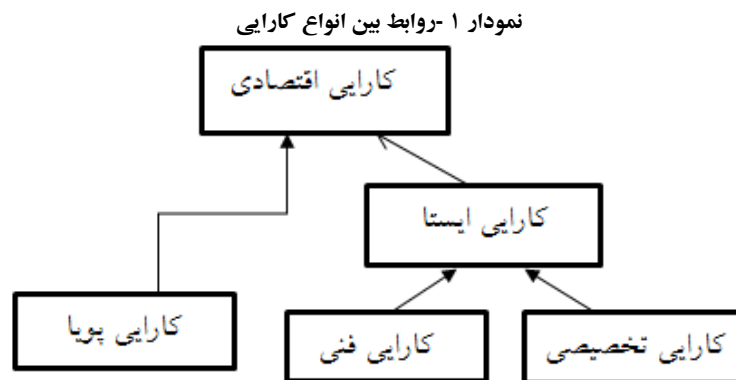 نمودار ۱ -روابط بین انواع کارایی
کارایی اقتصادی
کارایی ایستا
کارایی پویا
کارایی فنی
کارایی تخصیصی